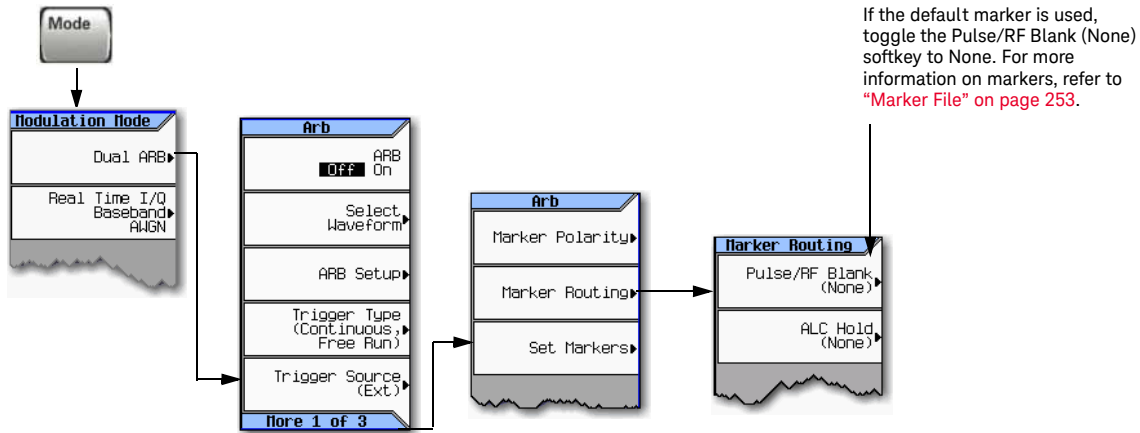 Mode
If the default marker is used,
toggle the Pulse/RF Blank (None)
softkey to None. For more
information on markers, refer to
“Marker File” on page 253.
Modulation Mode
Dual ARB
Real Time I/Q
Baseband
AWGN
Arb
ARB
Off On
Select
Waveform
ARB Setup
Trigger Type
(Continuous,
Free Run)
Trigger Source
(Ext)
More 1 of 3
Arb
Marker Polarity
Marker Routing
Set Markers
Marker Routing
Pulse/RF Blank
(None)
ALC Hold
(None)